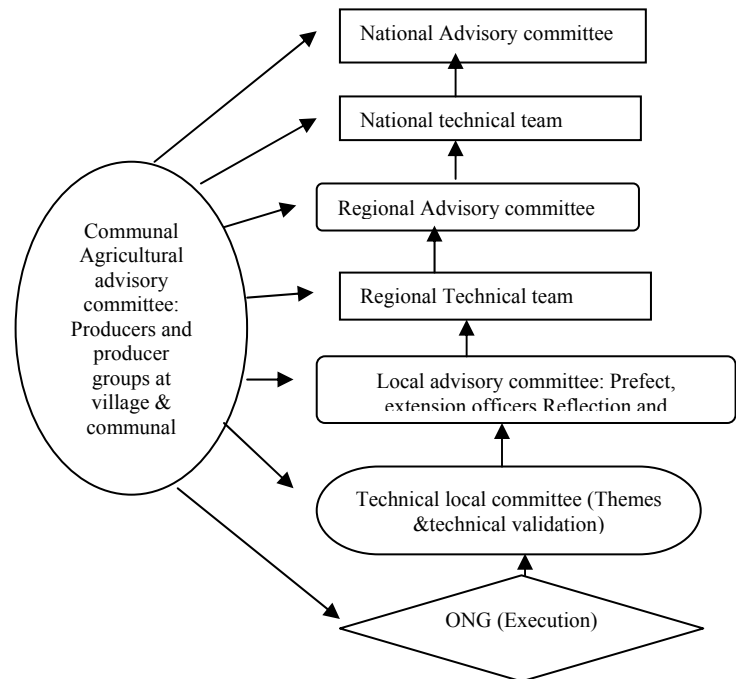 National Advisory committee
National technical team
Regional Advisory committee
Communal
Agricultural
advisory
committee:
Producers and
producer
groups at
village &
communal
Regional Technical team
Local advisory committee: Prefect,
extension officers Reflection and
Technical local committee (Themes
&technical validation)
ONG (Execution)